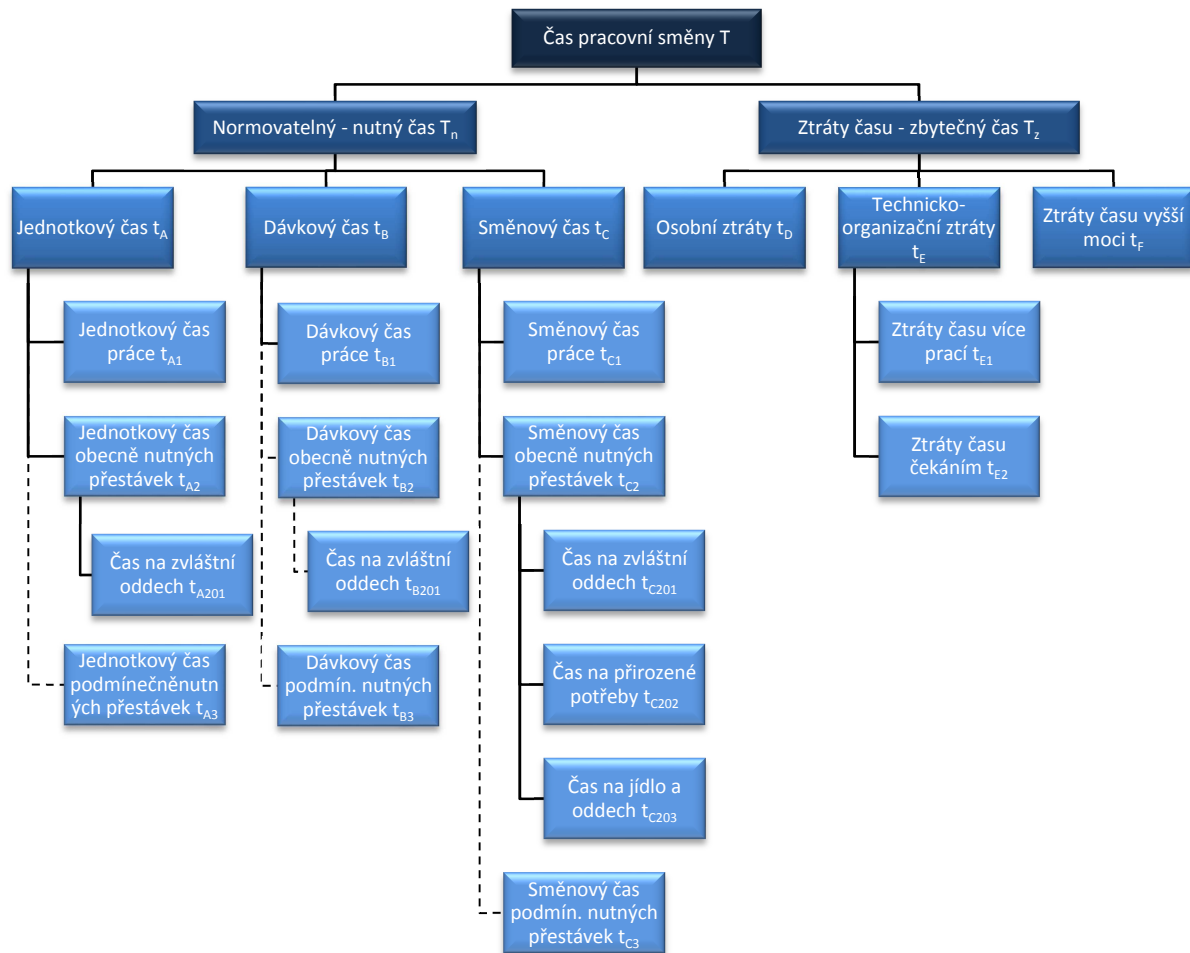 Čas pracovní směny T
Normovatelný - nutný čas Tn
Ztráty času - zbytečný čas Tz
Jednotkový čas tA
Dávkový čas tB
Směnový čas tC
Osobní ztráty tD
Technicko-
organizační ztráty
tE
Ztráty času vyšší
moci tF
Jednotkový čas
práce tA1
Dávkový čas
práce tB1
Směnový čas
práce tC1
Ztráty času více
prací tE1
Jednotkový čas
obecně nutných
přestávek tA2
Dávkový čas
obecně nutných
přestávek tB2
Směnový čas
obecně nutných
přestávek tC2
Ztráty času
čekáním tE2
Čas na zvláštní
oddech tA201
Čas na zvláštní
oddech tB201
Čas na zvláštní
oddech tC201
Jednotkový čas
podmínečněnutn
ých přestávek tA3
Dávkový čas
podmín. nutných
přestávek tB3
Čas na přirozené
potřeby tC202
Čas na jídlo a
oddech tC203
Směnový čas
podmín. nutných
přestávek tC3